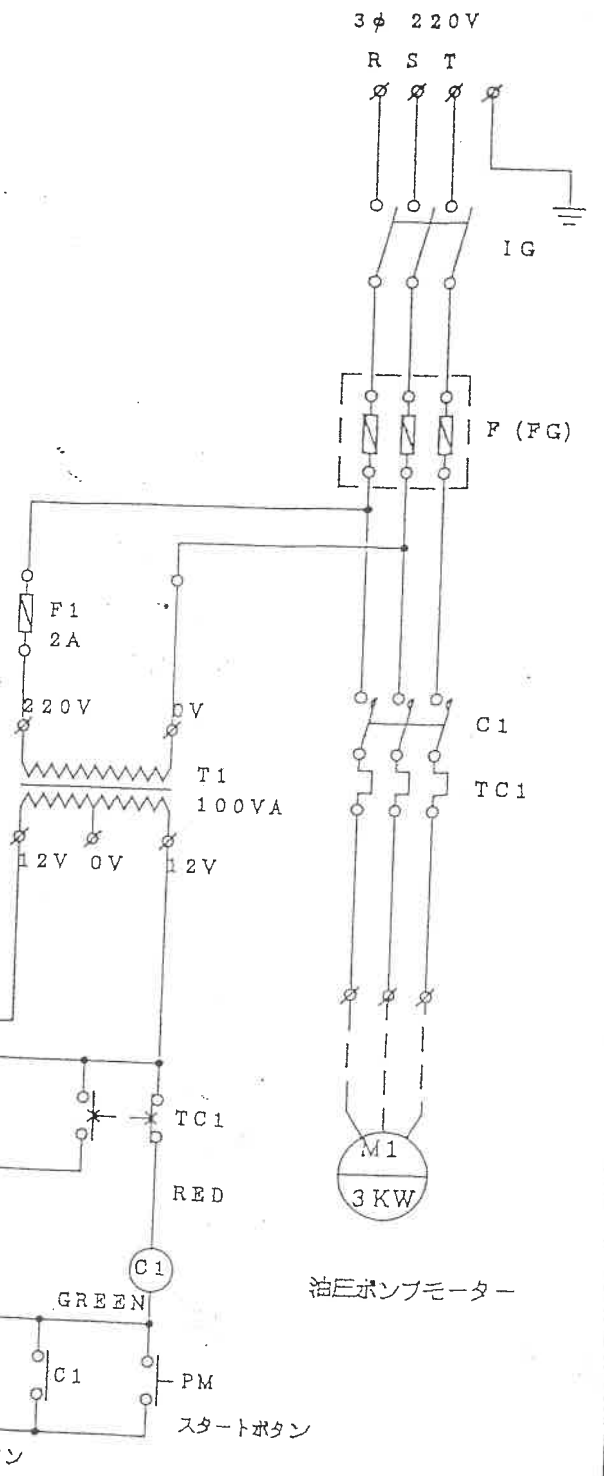 3φ 220V
R S T
IG
F (FG)
F1
2A
220V 0V
C1
T1
TC1
100VA
12V 0V 12V
TC1
M1
RED
3KW
C1
油圧ポンプモーター
GREEN
C1
PM
スタートボタン
ン